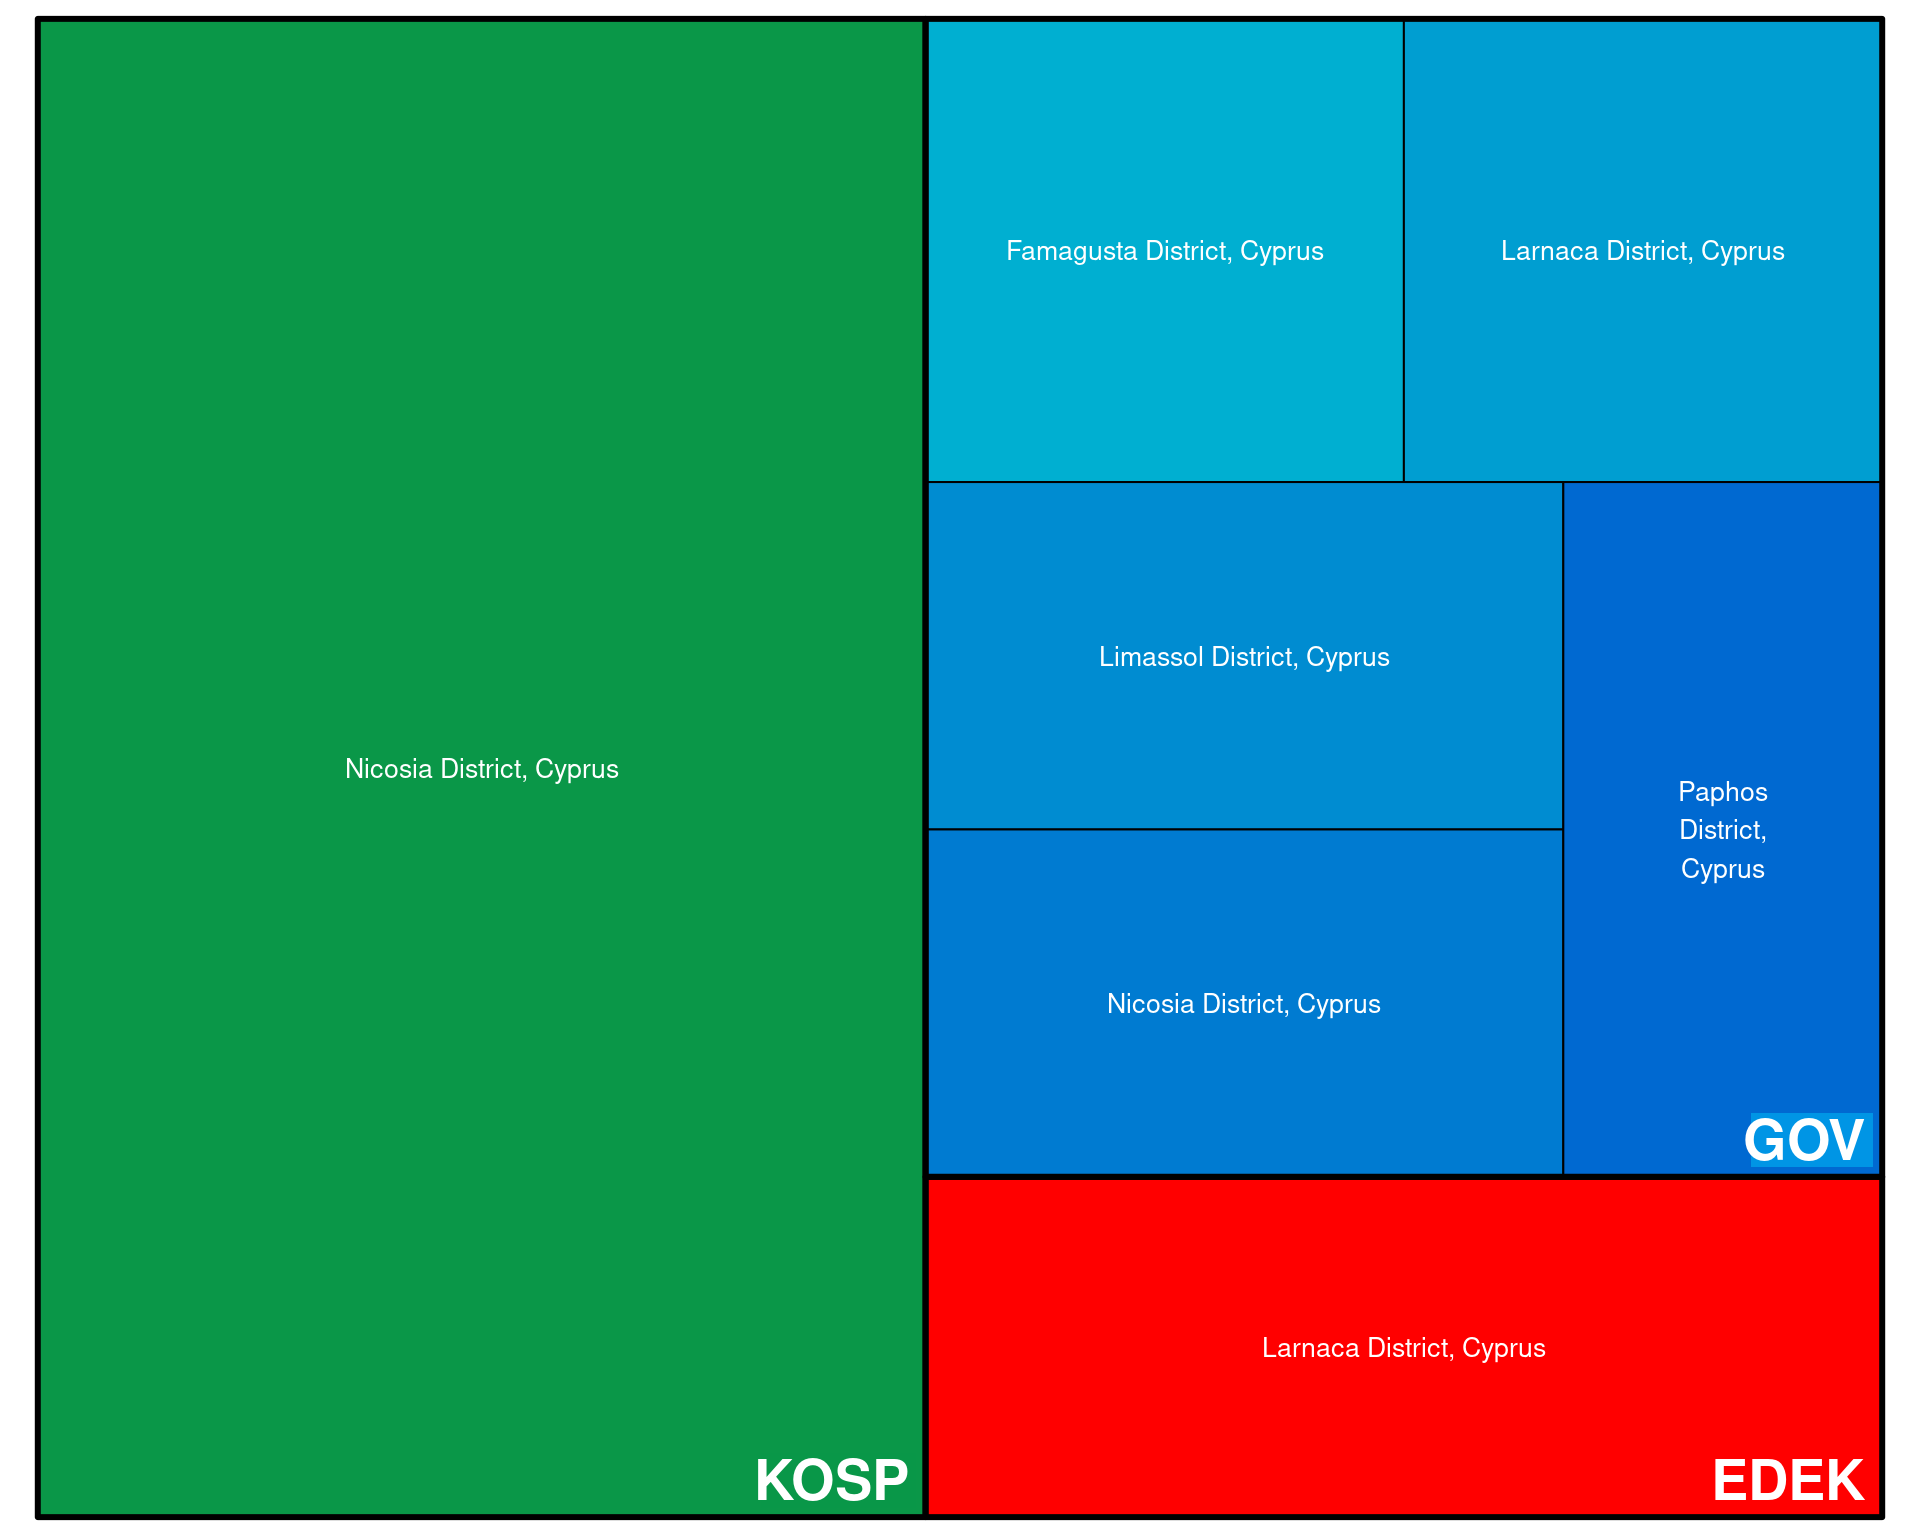 Nicosia District, Cyprus
KOSP
Famagusta District, Cyprus
Larnaca District, Cyprus
Limassol District, Cyprus
Nicosia District, Cyprus
Paphos
District,
Cyprus
GOV
Larnaca District, Cyprus
EDEK